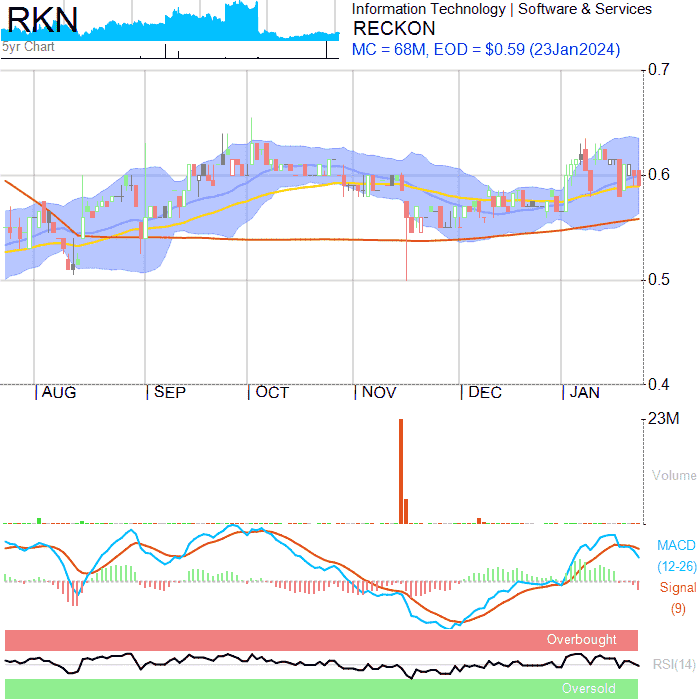 RKN
5yr Chart
Information Technology | Software & Services
RECKON
MC = 68M, EOD = $0.59 (23Jan2024)
0.7
0.6
0.5
0.4
| AUG | SEP | OCT | NOV | DEC | JAN
23M
Volume
MACD
(12-26)
Signal
(9)
Overbought
RSI(14)
Oversold